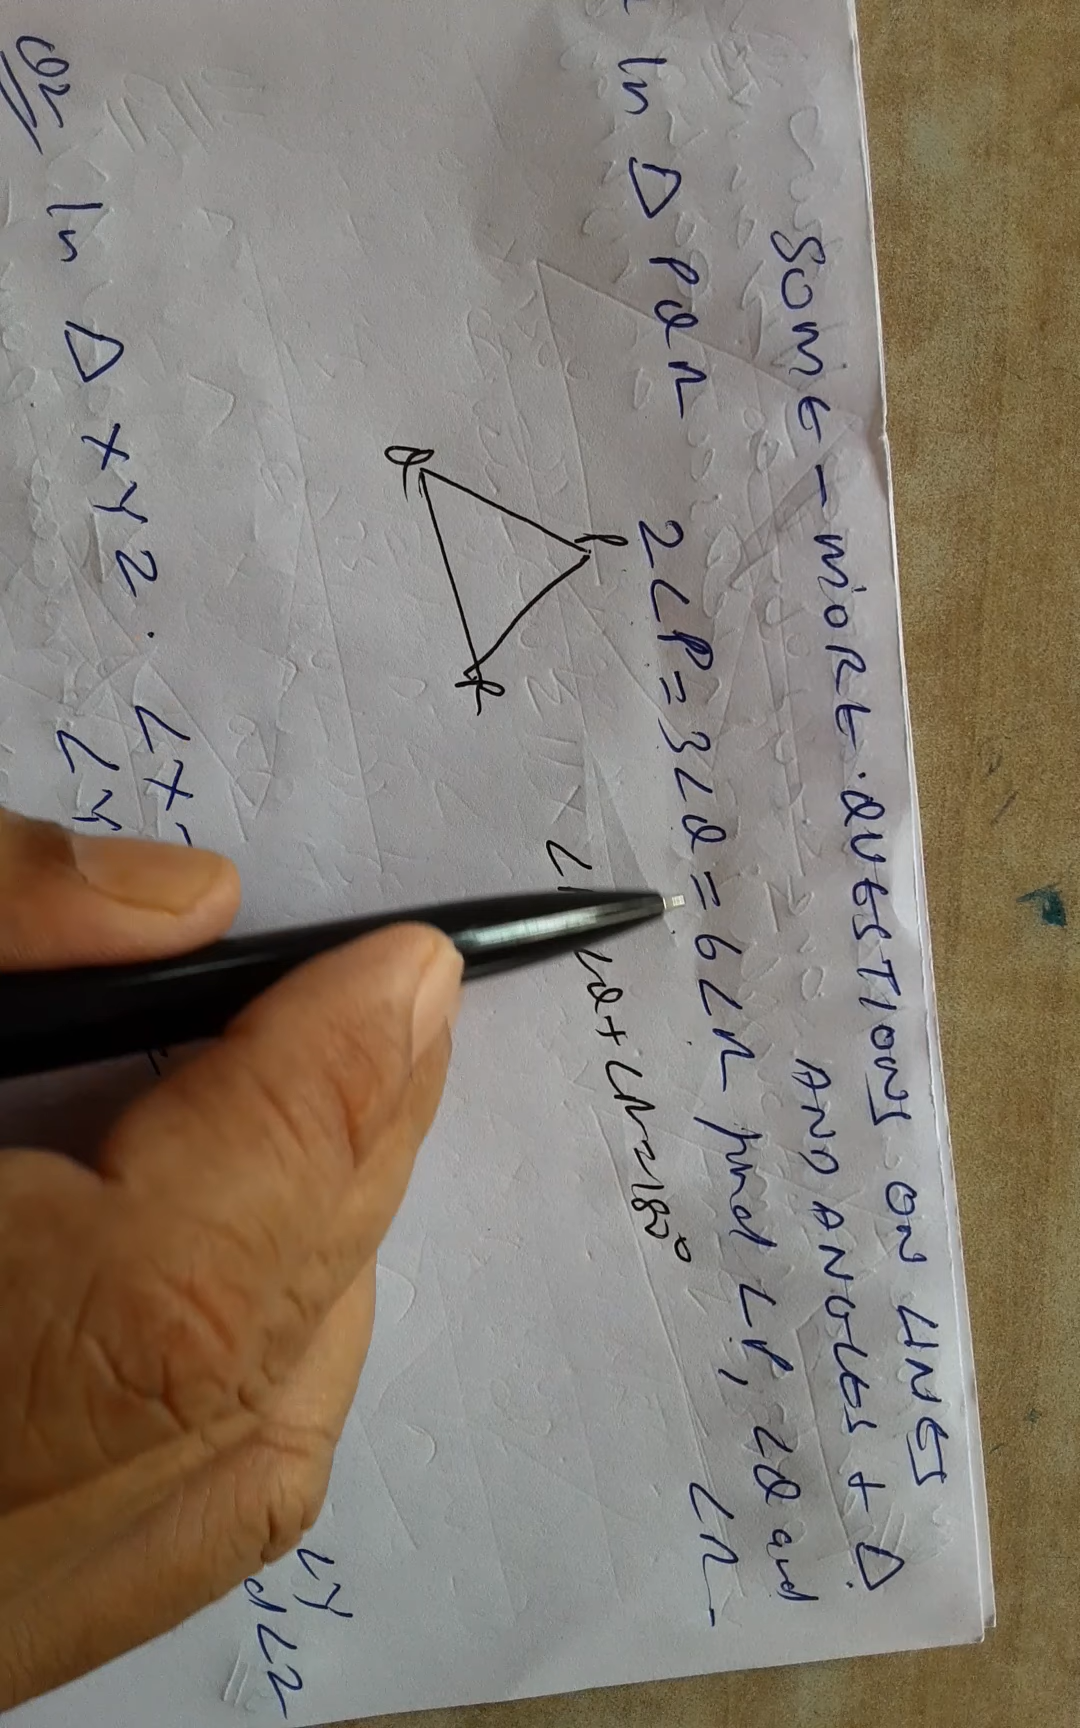 SOME - MORE QUESTIONS ON LINES
AND ANGLES + Δ
In Δ PQR 2∠P = 3∠Q = 6∠R find ∠P, ∠Q and
∠R
P
Q
R
∠Q + ∠R = 180°
Q2 In Δ XYZ. ∠X
∠Y
∠Y
∠Z